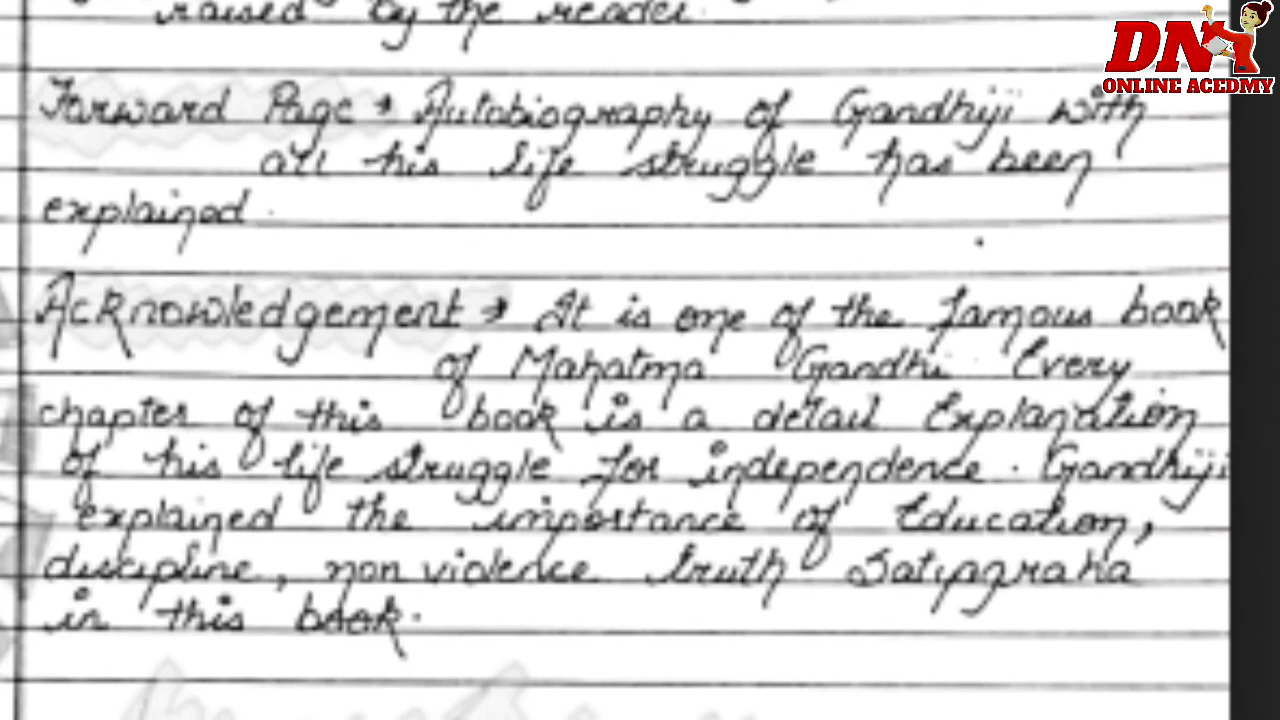 raised by the reader.
DNA
ONLINE ACEDMY
Forward Page → Autobiography of Gandhiji with
all his life struggle has been
explained.
Acknowledgement → It is one of the famous book
of Mahatma Gandhi Every
chapter of this book is a detail Explanation
of his life struggle for independence. Gandhiji
explained the importance of Education,
discipline, non violence truth Satyagraha
in this book.